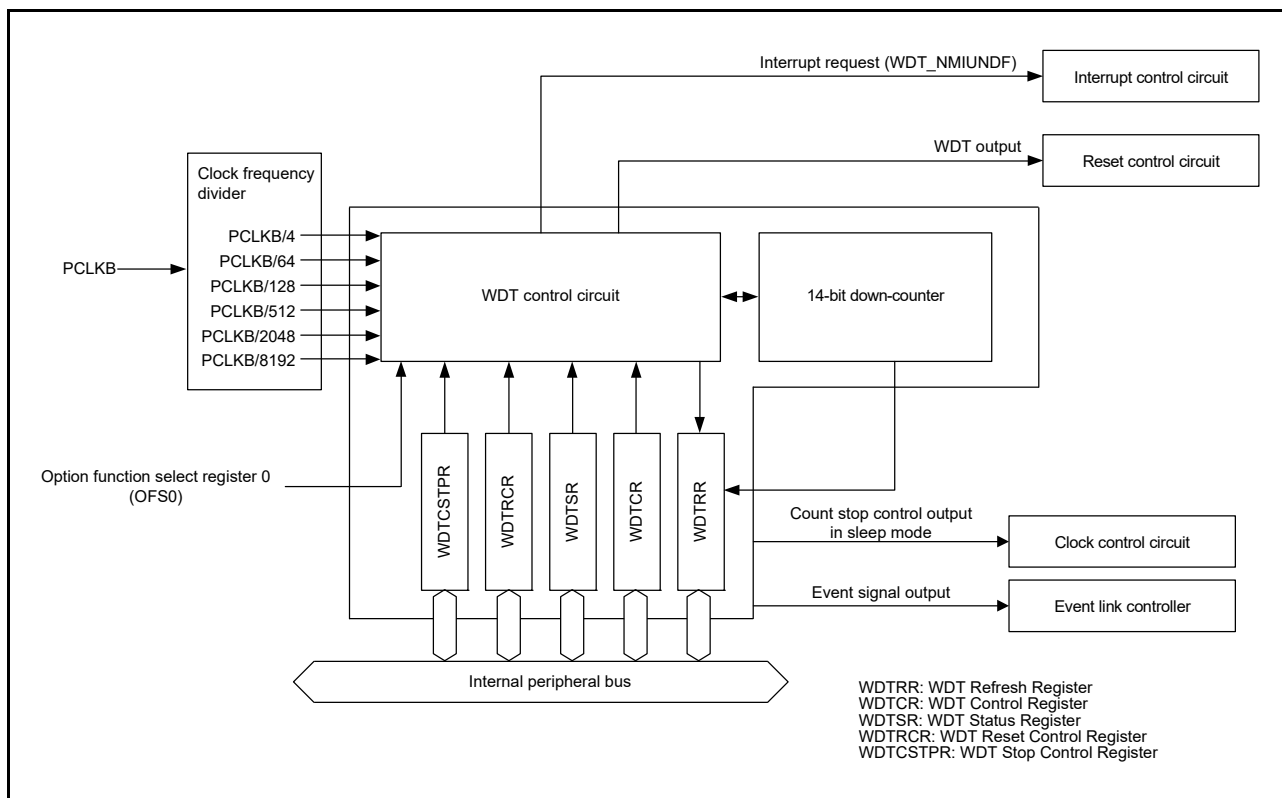 Interrupt request (WDT_NMIUNDF)
Interrupt control circuit
WDT output
Reset control circuit
Clock frequency
divider
PCLKB/4
PCLKB/64
PCLKB/128
PCLKB/512
PCLKB/2048
PCLKB/8192
PCLKB
WDT control circuit
14-bit down-counter
Option function select register 0
(OFS0)
WDTCSTPR
WDTRCR
WDTSR
WDTCR
WDTRR
Count stop control output
in sleep mode
Clock control circuit
Event signal output
Event link controller
Internal peripheral bus
WDTRR: WDT Refresh Register
WDTCR: WDT Control Register
WDTSR: WDT Status Register
WDTRCR: WDT Reset Control Register
WDTCSTPR: WDT Stop Control Register